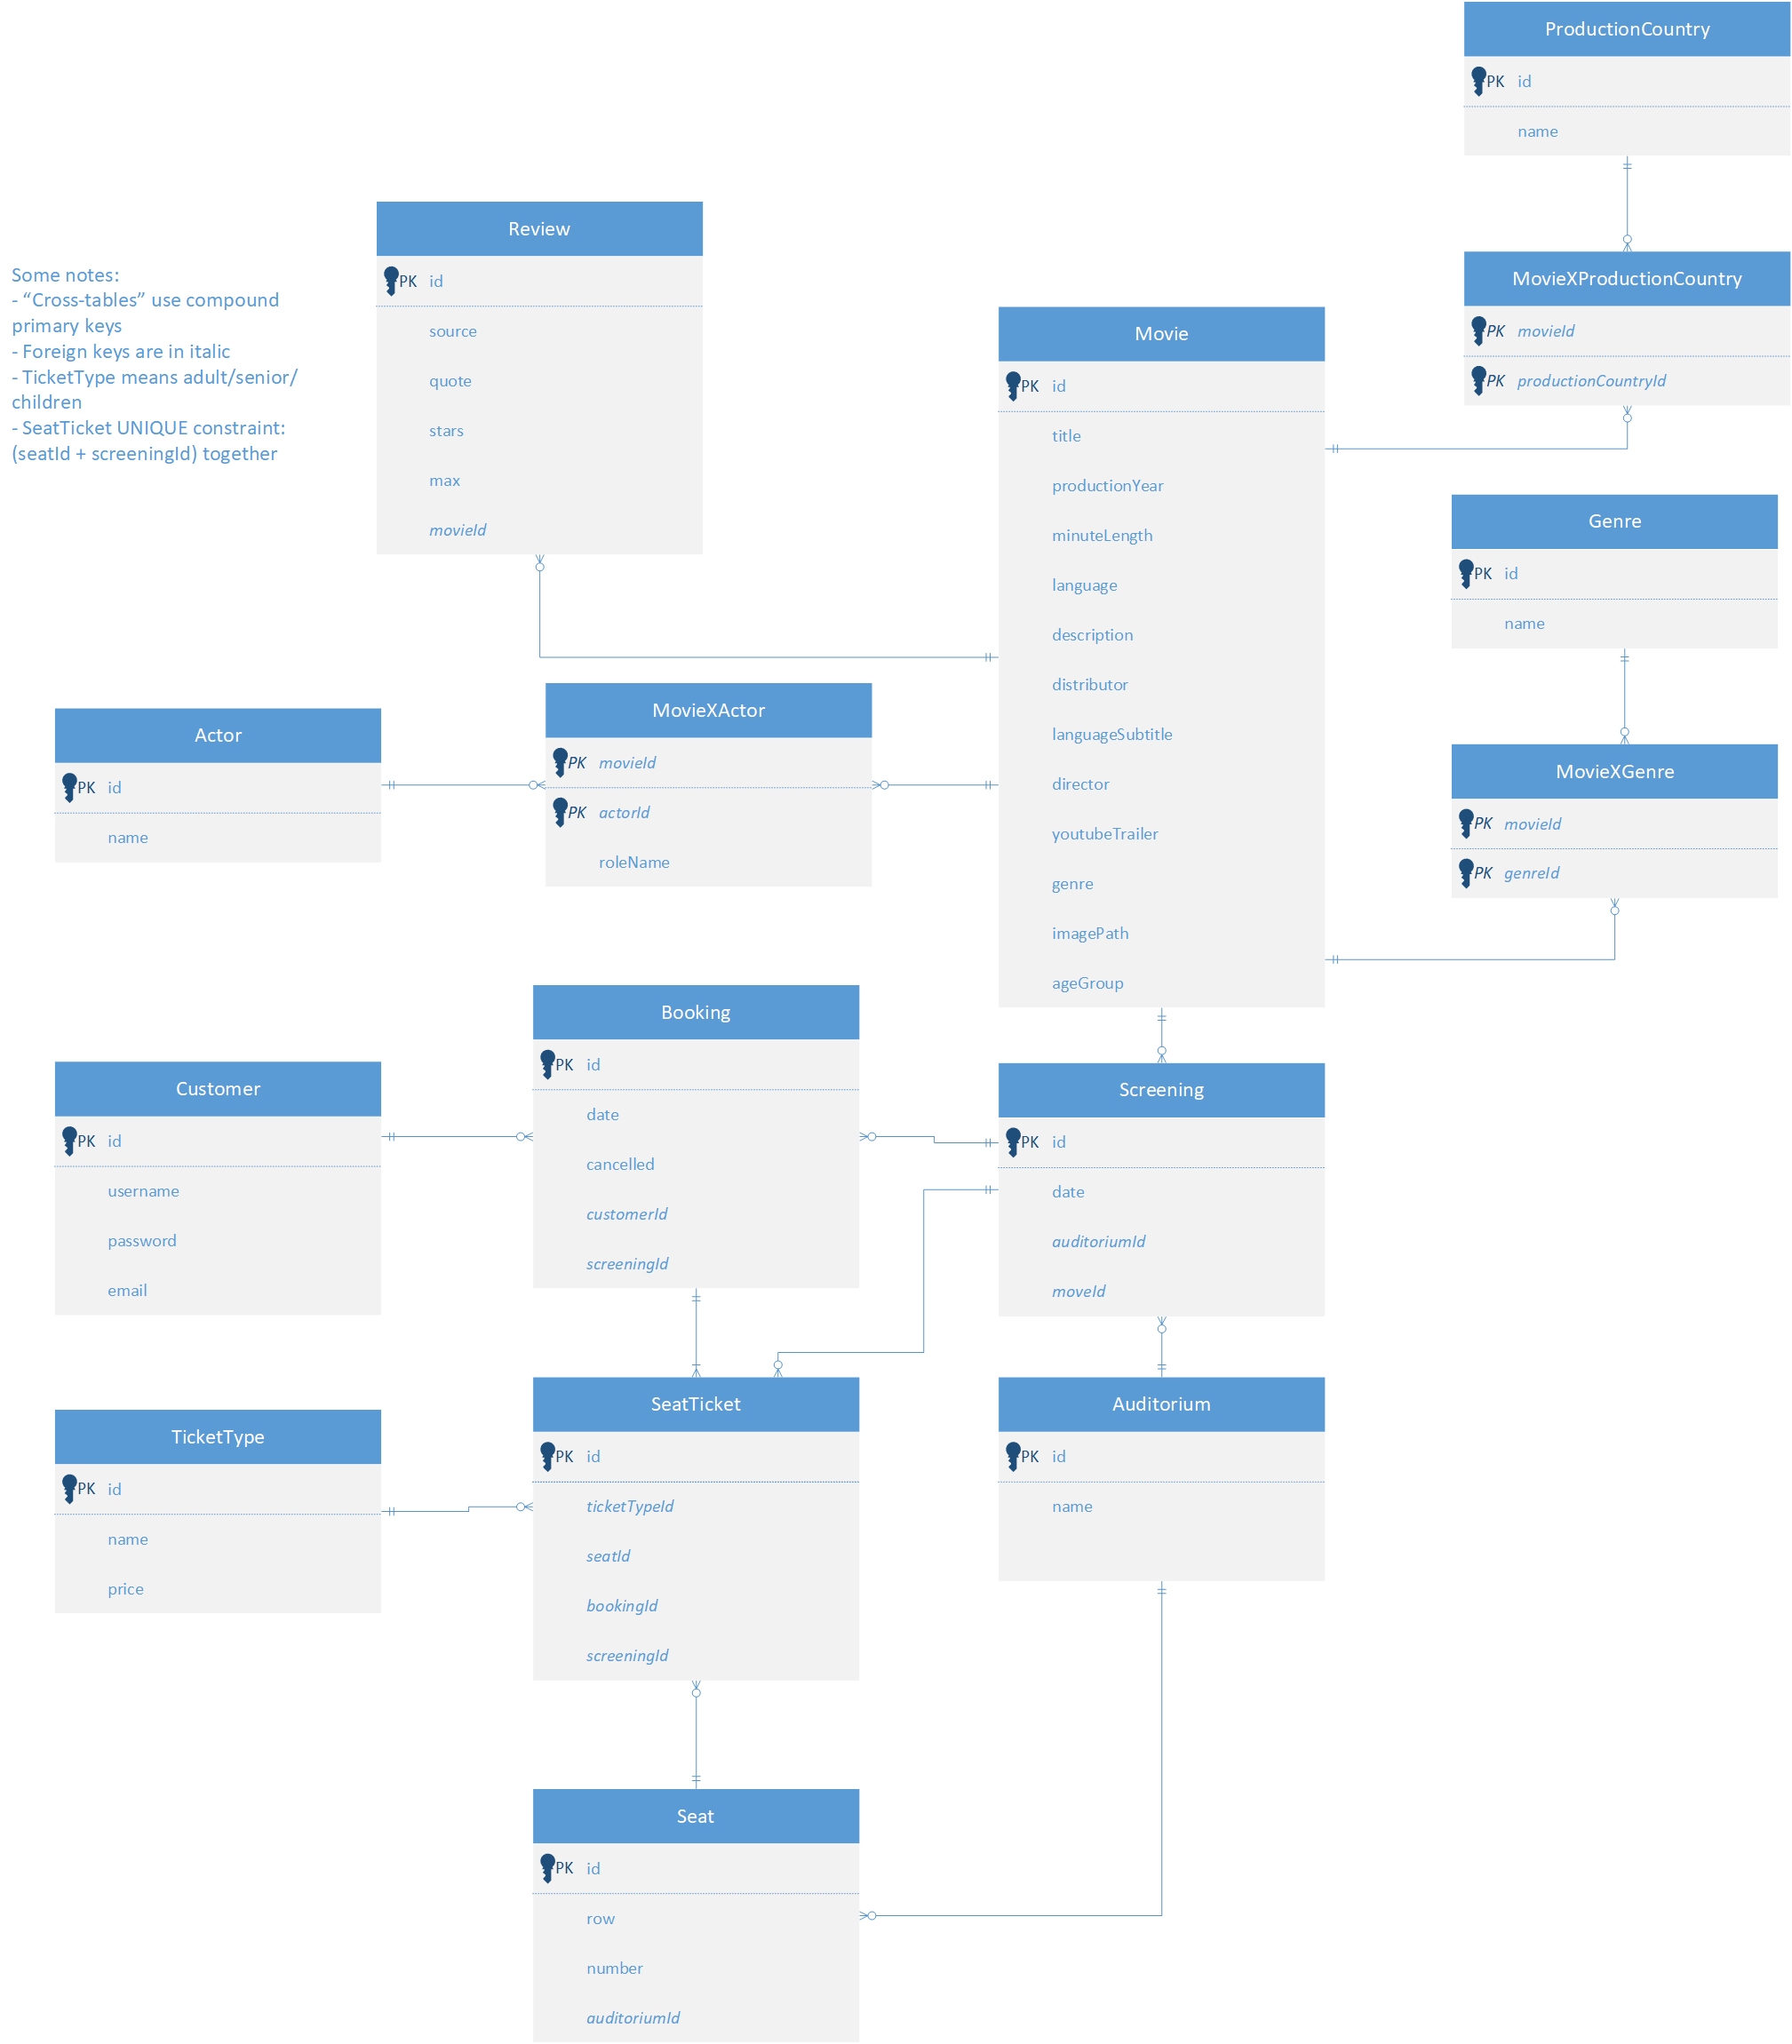 ProductionCountry
PK id
name
Review
PK id
source
quote
stars
max
movieId
Some notes:
- “Cross-tables” use compound
primary keys
- Foreign keys are in italic
- TicketType means adult/senior/
children
- SeatTicket UNIQUE constraint:
(seatId + screeningId) together
MovieXProductionCountry
PK movieId
PK productionCountryId
Movie
PK id
title
productionYear
minuteLength
language
description
distributor
languageSubtitle
director
youtubeTrailer
genre
imagePath
ageGroup
Genre
PK id
name
MovieXGenre
PK movieId
PK genreId
Actor
PK id
name
MovieXActor
PK movieId
PK actorId
roleName
Customer
PK id
username
password
email
Booking
PK id
date
cancelled
customerId
screeningId
Screening
PK id
date
auditoriumId
moveId
TicketType
PK id
name
price
SeatTicket
PK id
ticketTypeId
seatId
bookingId
screeningId
Auditorium
PK id
name
Seat
PK id
row
number
auditoriumId